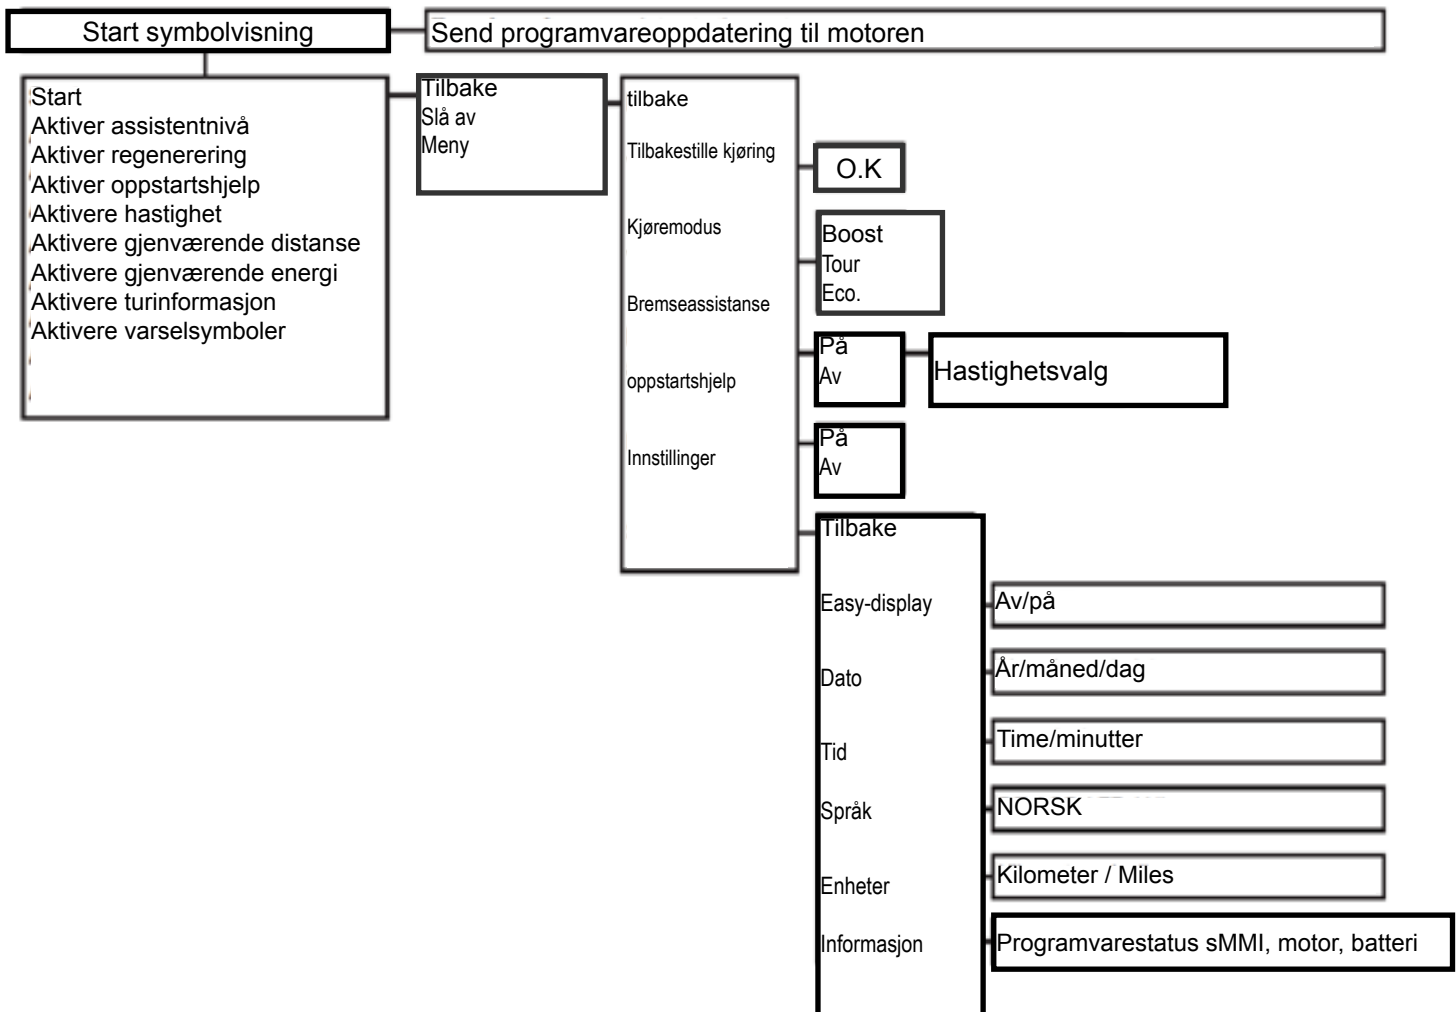 Start symbolvisning
Send programvareoppdatering til motoren
Start
Aktiver assistentnivå
Aktiver regenerering
Aktiver oppstartshjelp
Aktivere hastighet
Aktivere gjenværende distanse
Aktivere gjenværende energi
Aktivere turinformasjon
Aktivere varselsymboler
Tilbake
Slå av
Meny
tilbake
Tilbakestille kjøring
Kjøremodus
Bremseassistanse
oppstartshjelp
Innstillinger
O.K
Boost
Tour
Eco.
På
Av
Hastighetsvalg
På
Av
Tilbake
Easy-display
Dato
Tid
Språk
Enheter
Informasjon
Av/på
År/måned/dag
Time/minutter
NORSK
Kilometer / Miles
Programvarestatus sMMI, motor, batteri